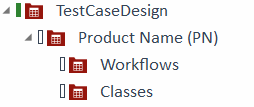 TestCaseDesign
Product Name (PN)
Workflows
Classes